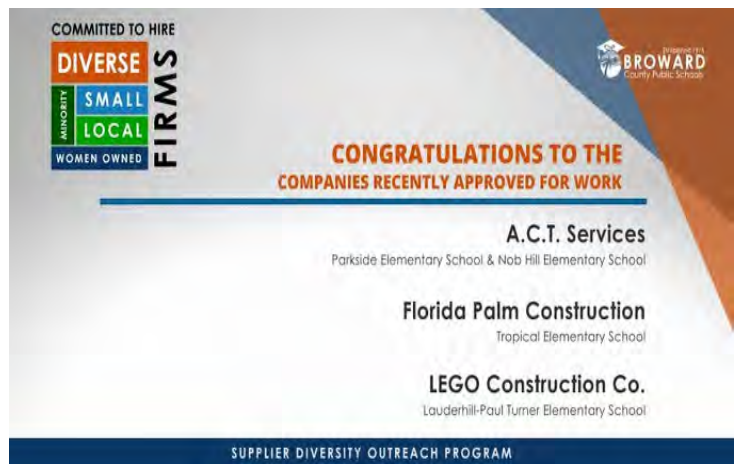 COMMITTED TO HIRE
DIVERSE
MINORITY
SMALL
LOCAL
WOMEN OWNED
FIRMS
BROWARD
County Public Schools
CONGRATULATIONS TO THE
COMPANIES RECENTLY APPROVED FOR WORK
A.C.T. Services
Parkside Elementary School & Nob Hill Elementary School
Florida Palm Construction
Tropical Elementary School
LEGO Construction Co.
Lauderhill-Paul Turner Elementary School
SUPPLIER DIVERSITY OUTREACH PROGRAM